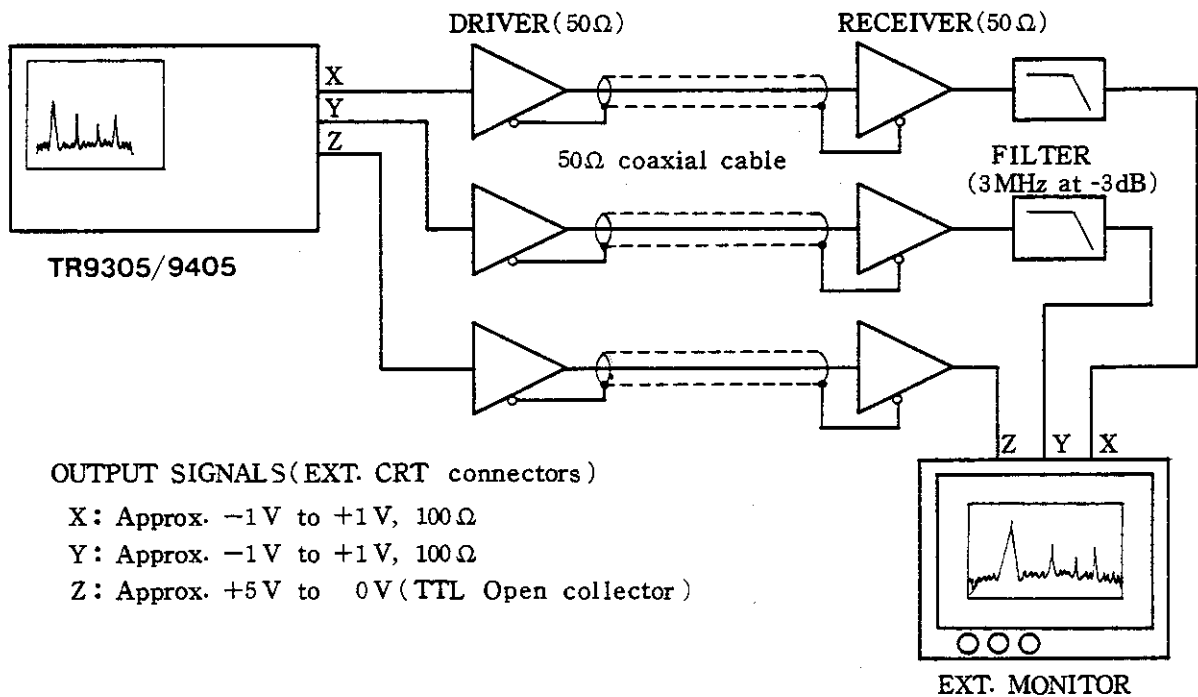 DRIVER(50Ω)
RECEIVER(50Ω)
X
Y
Z
50Ω coaxial cable
FILTER
(3MHz at -3dB)
TR9305/9405
Z Y X
OUTPUT SIGNALS(EXT. CRT connectors)
X: Approx. −1V to +1V, 100Ω
Y: Approx. −1V to +1V, 100Ω
Z: Approx. +5V to 0V(TTL Open collector)
EXT. MONITOR